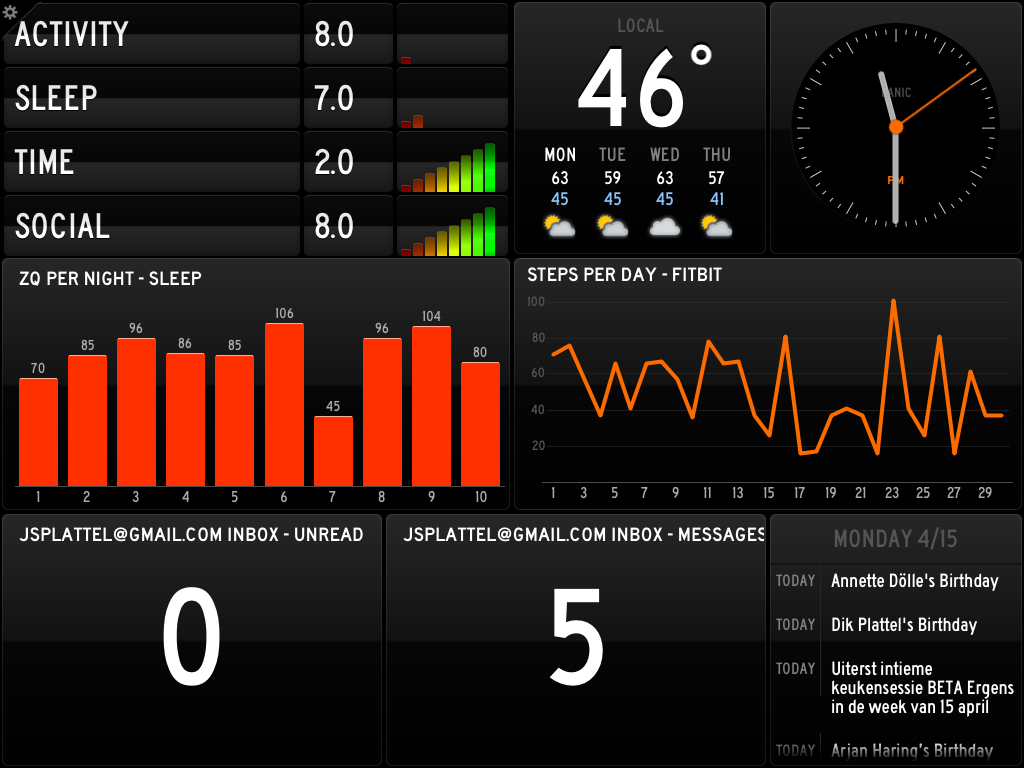 ACTIVITY 8.0
SLEEP 7.0
TIME 2.0
SOCIAL 8.0
LOCAL
46°
MON TUE WED THU
63 59 63 57
45 45 45 41
PM
ZQ PER NIGHT - SLEEP
70 85 96 86 85 106 45 96 104 80
1 2 3 4 5 6 7 8 9 10
STEPS PER DAY - FITBIT
100
80
60
40
20
1 3 5 7 9 11 13 15 17 19 21 23 25 27 29
JSPLATTEL@GMAIL.COM INBOX - UNREAD
0
JSPLATTEL@GMAIL.COM INBOX - MESSAGES
5
MONDAY 4/15
TODAY Annette Dölle's Birthday
TODAY Dik Plattel's Birthday
TODAY Uiterst intieme
keukensessie BETA Ergens
in de week van 15 april
TODAY Arjan Haring's Birthday